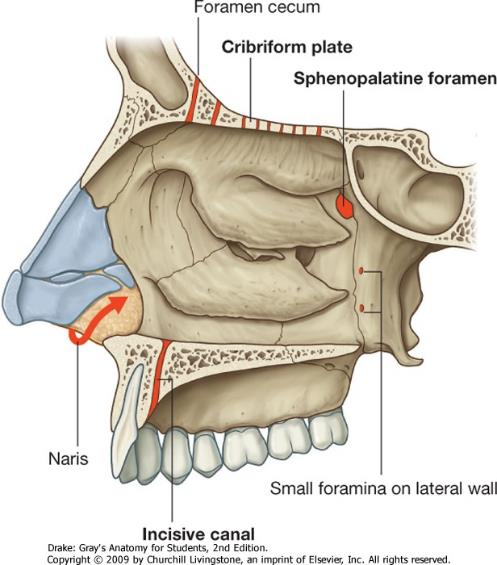 Foramen cecum
Cribriform plate
Sphenopalatine foramen
Naris
Small foramina on lateral wall
Incisive canal
Drake: Gray's Anatomy for Students, 2nd Edition.
Copyright © 2009 by Churchill Livingstone, an imprint of Elsevier, Inc. All rights reserved.